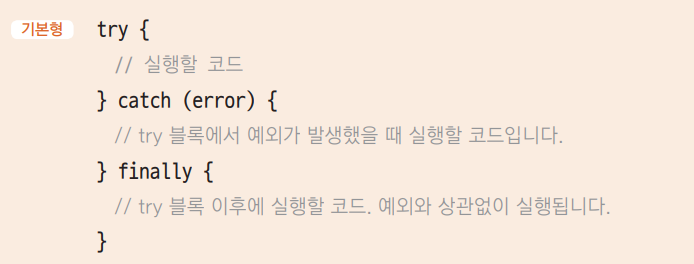 기본형
try {
// 실행할 코드
} catch (error) {
// try 블록에서 예외가 발생했을 때 실행할 코드입니다.
} finally {
// try 블록 이후에 실행할 코드. 예외와 상관없이 실행됩니다.
}